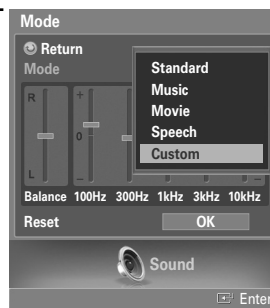 Mode
Return
Mode
Standard
Music
Movie
Speech
Custom
R
+
0
L
–
–
Balance 100Hz 300Hz 1kHz 3kHz 10kHz
Reset OK
Sound
Enter